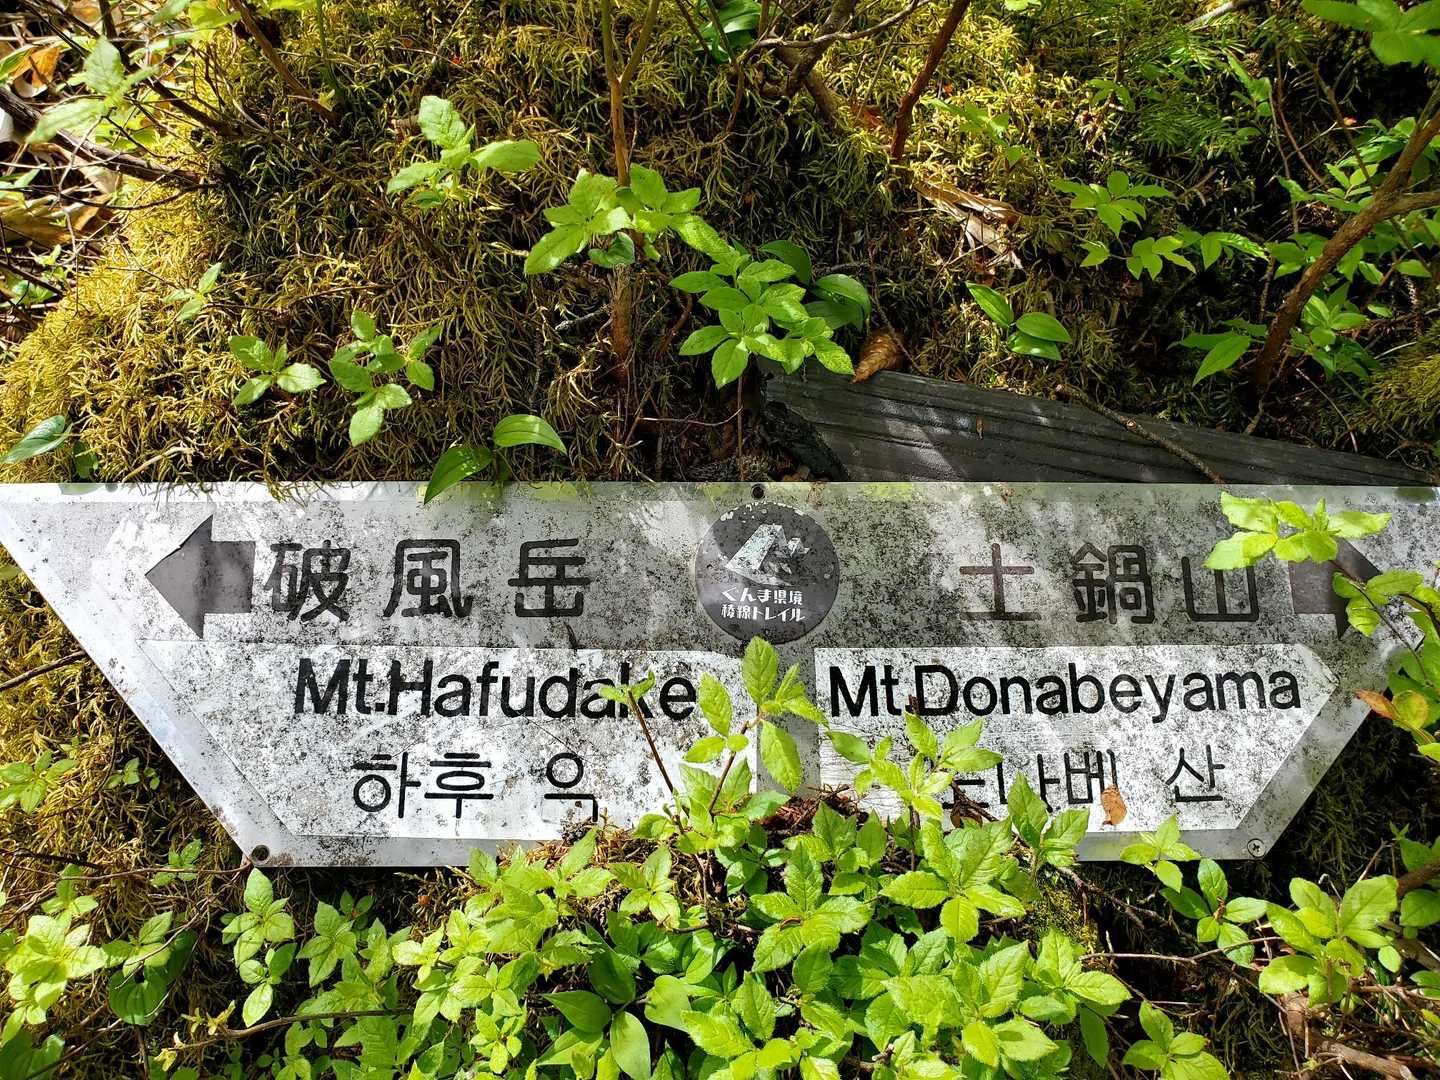 破風岳
Mt.Hafudake
하후 악
ぐんま県境
稜線トレイル
土鍋山
Mt.Donabeyama
산